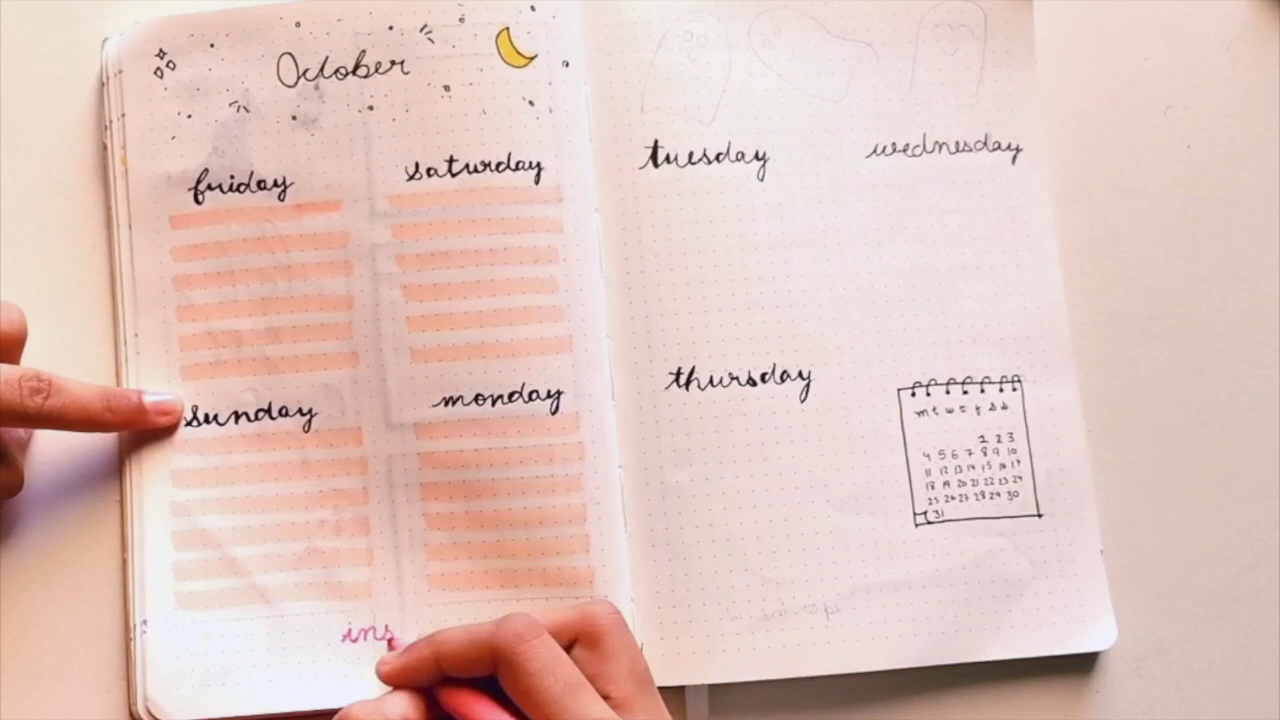 October
friday
saturday
sunday
monday
ins
tuesday
wednesday
thursday
m t w t f s s
1 2 3
4 5 6 7 8 9 10
11 12 13 14 15 16 17
18 19 20 21 22 23 24
25 26 27 28 29 30
31